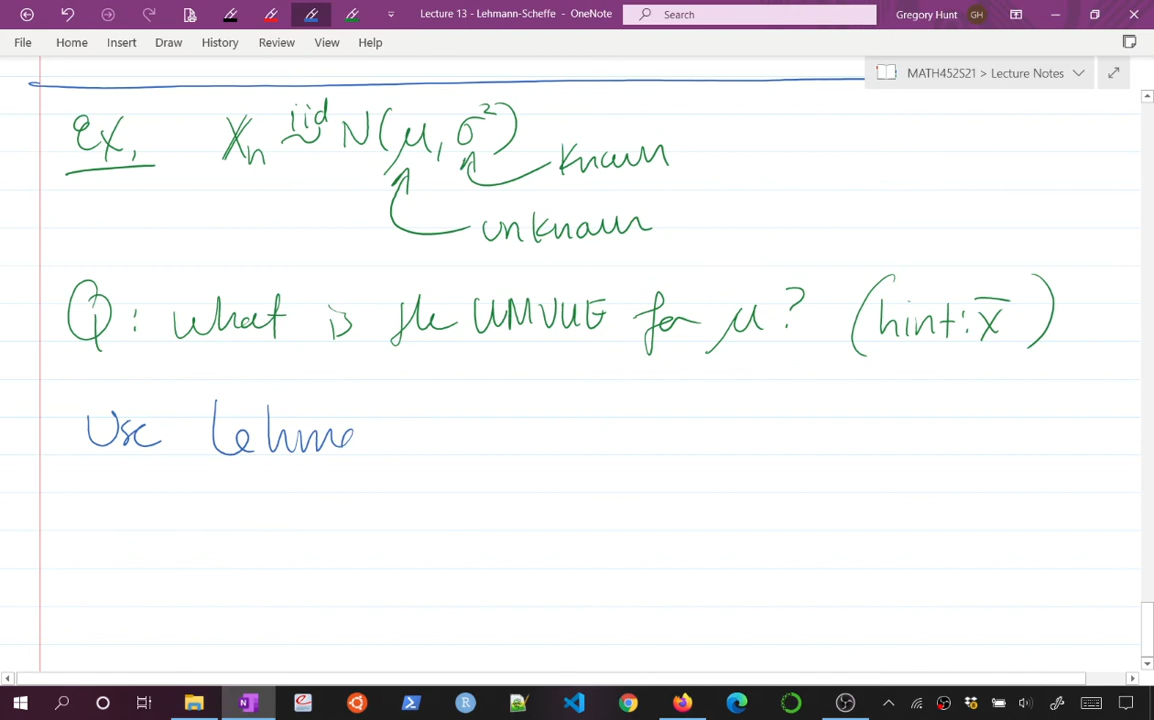 Lecture 13 - Lehmann-Scheffe - OneNote
Search
Gregory Hunt GH
File Home Insert Draw History Review View Help
MATH452S21 > Lecture Notes
ex. Xn iid ~ N(μ, σ²)
known
unknown
Q: What is the UMVUE for μ? (hint: x̄)
Use Lehma